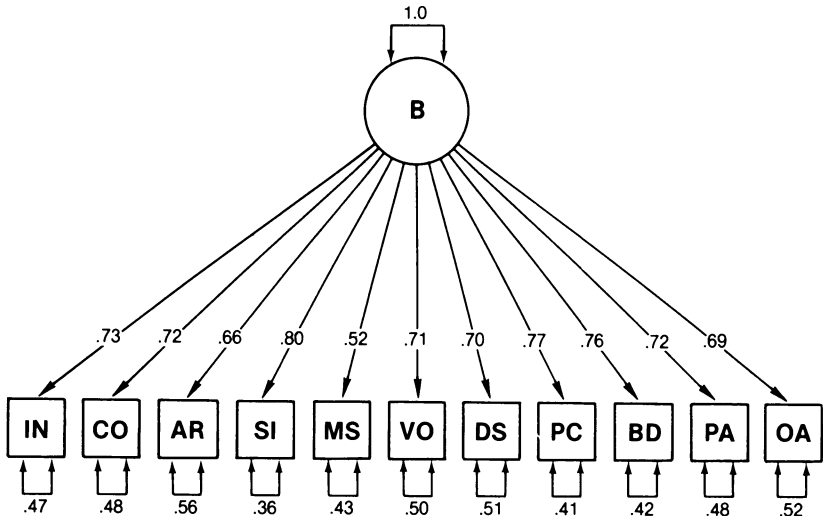 1.0
B
.73 .72 .66 .80 .52 .71 .70 .77 .76 .72 .69
IN CO AR SI MS VO DS PC BD PA OA
.47 .48 .56 .36 .43 .50 .51 .41 .42 .48 .52